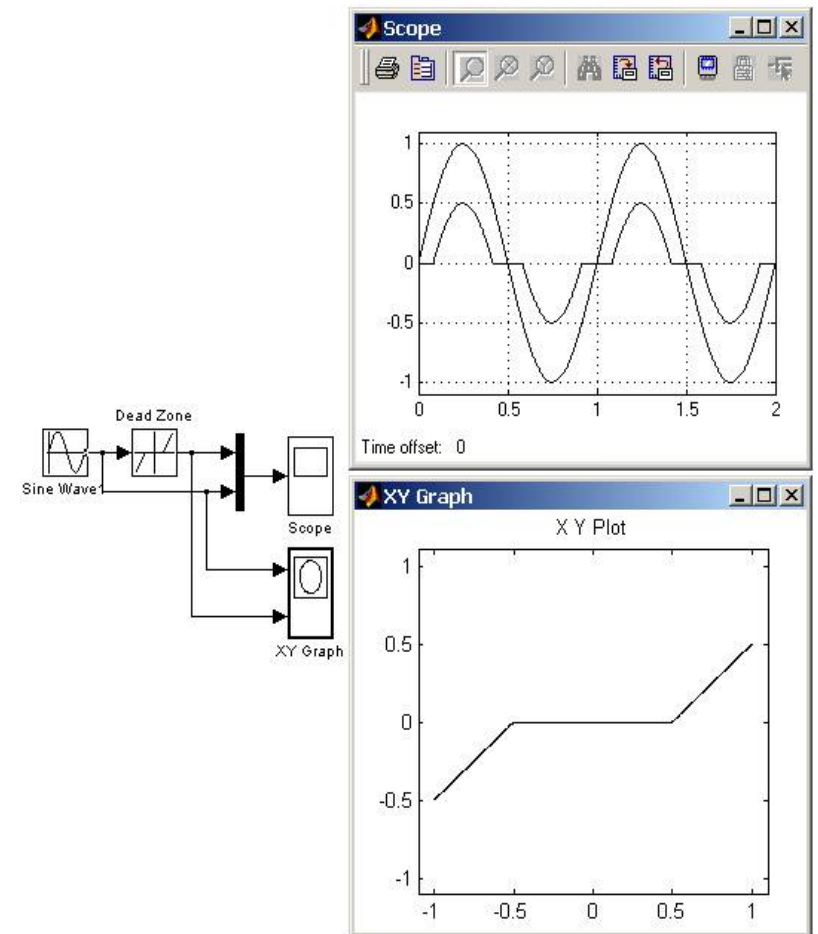 Scope
1
0.5
0
-0.5
-1
0 0.5 1 1.5 2
Time offset: 0
Dead Zone
Sine Wave1
Scope
XY Graph
XY Graph
X Y Plot
1
0.5
0
-0.5
-1
-1 -0.5 0 0.5 1